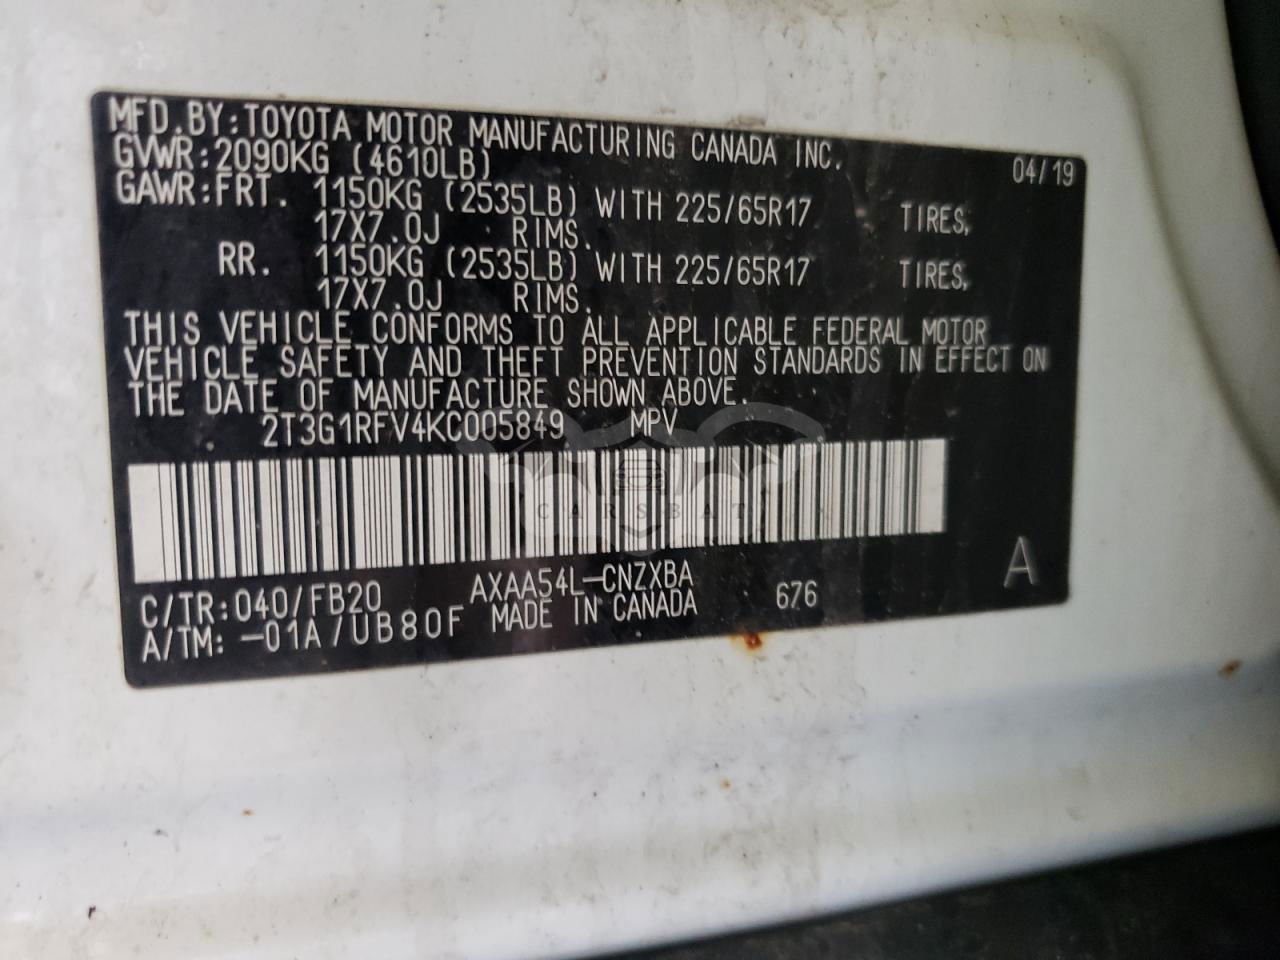 MFD.BY:TOYOTA MOTOR MANUFACTURING CANADA INC.
04/19
GVWR:2090KG (4610LB)
GAWR:FRT. 1150KG (2535LB) WITH 225/65R17 TIRES,
17X7.0J RIMS.
RR. 1150KG (2535LB) WITH 225/65R17 TIRES,
17X7.0J RIMS.
THIS VEHICLE CONFORMS TO ALL APPLICABLE FEDERAL MOTOR
VEHICLE SAFETY AND THEFT PREVENTION STANDARDS IN EFFECT ON
THE DATE OF MANUFACTURE SHOWN ABOVE.
2T3G1RFV4KC005849 MPV
CARSBAT
C/TR:040/FB20 AXAA54L-CNZXBA 676 A
A/TM: -01A/UB80F MADE IN CANADA